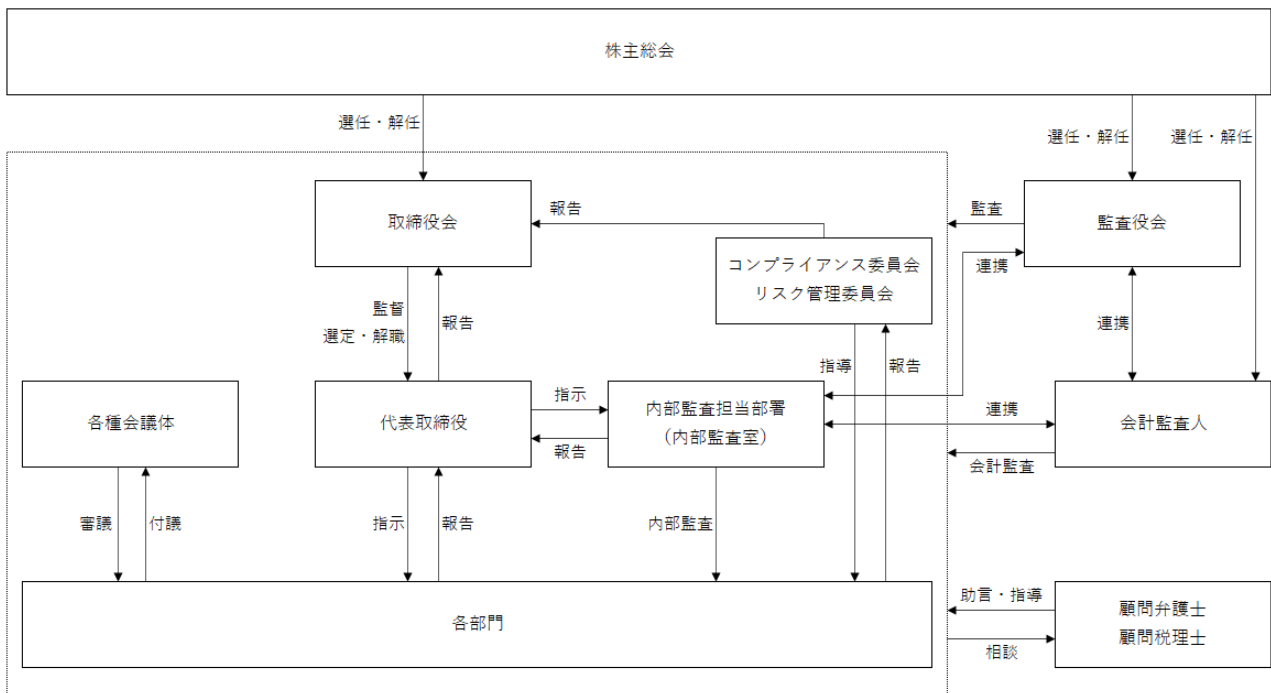 株主総会
選任・解任
選任・解任
選任・解任
取締役会
報告
監査
監査役会
コンプライアンス委員会
リスク管理委員会
連携
監督
選定・解職
報告
連携
指導
報告
各種会議体
代表取締役
指示
報告
内部監査担当部署
（内部監査室）
連携
会計監査人
会計監査
審議
付議
指示
報告
内部監査
各部門
助言・指導
相談
顧問弁護士
顧問税理士